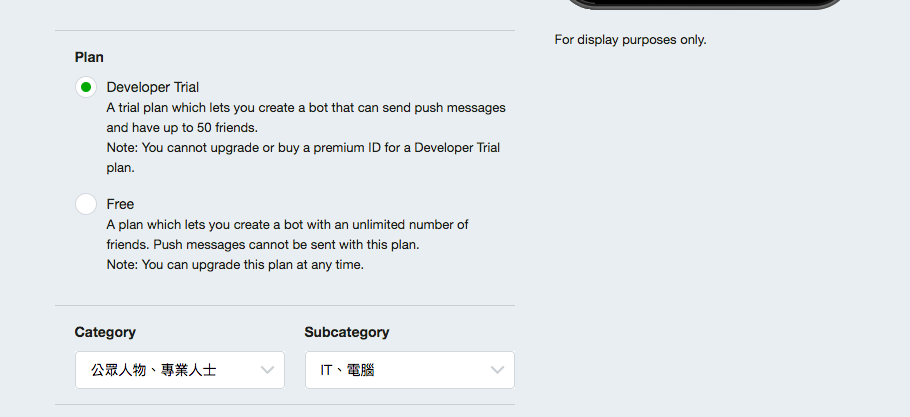 For display purposes only.
Plan
Developer Trial
A trial plan which lets you create a bot that can send push messages
and have up to 50 friends.
Note: You cannot upgrade or buy a premium ID for a Developer Trial
plan.
Free
A plan which lets you create a bot with an unlimited number of
friends. Push messages cannot be sent with this plan.
Note: You can upgrade this plan at any time.
Category
Subcategory
公眾人物、專業人士
IT、電腦